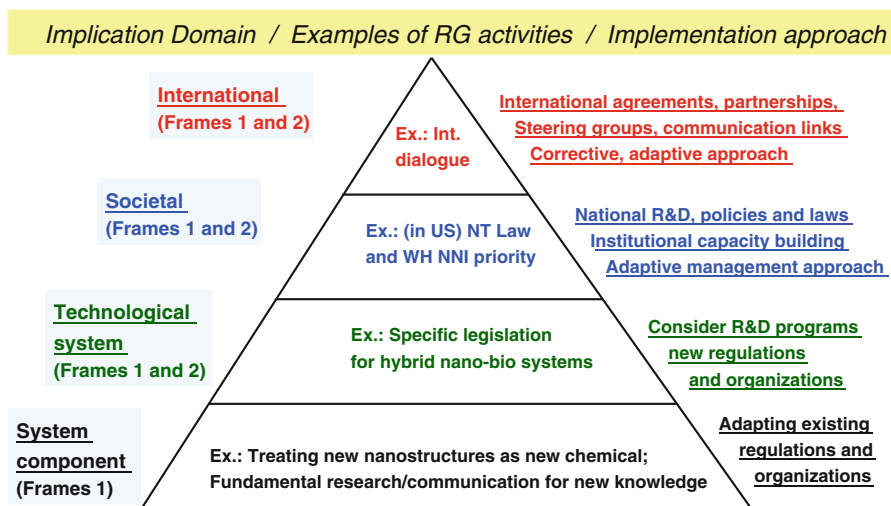 Implication Domain / Examples of RG activities / Implementation approach
International
(Frames 1 and 2)
Ex.: Int.
dialogue
International agreements, partnerships,
Steering groups, communication links
Corrective, adaptive approach
Societal
(Frames 1 and 2)
Ex.: (in US) NT Law
and WH NNI priority
National R&D, policies and laws
Institutional capacity building
Adaptive management approach
Technological
system
(Frames 1 and 2)
Ex.: Specific legislation
for hybrid nano-bio systems
Consider R&D programs
new regulations
and organizations
System
component
(Frames 1)
Ex.: Treating new nanostructures as new chemical;
Fundamental research/communication for new knowledge
Adapting existing
regulations and
organizations